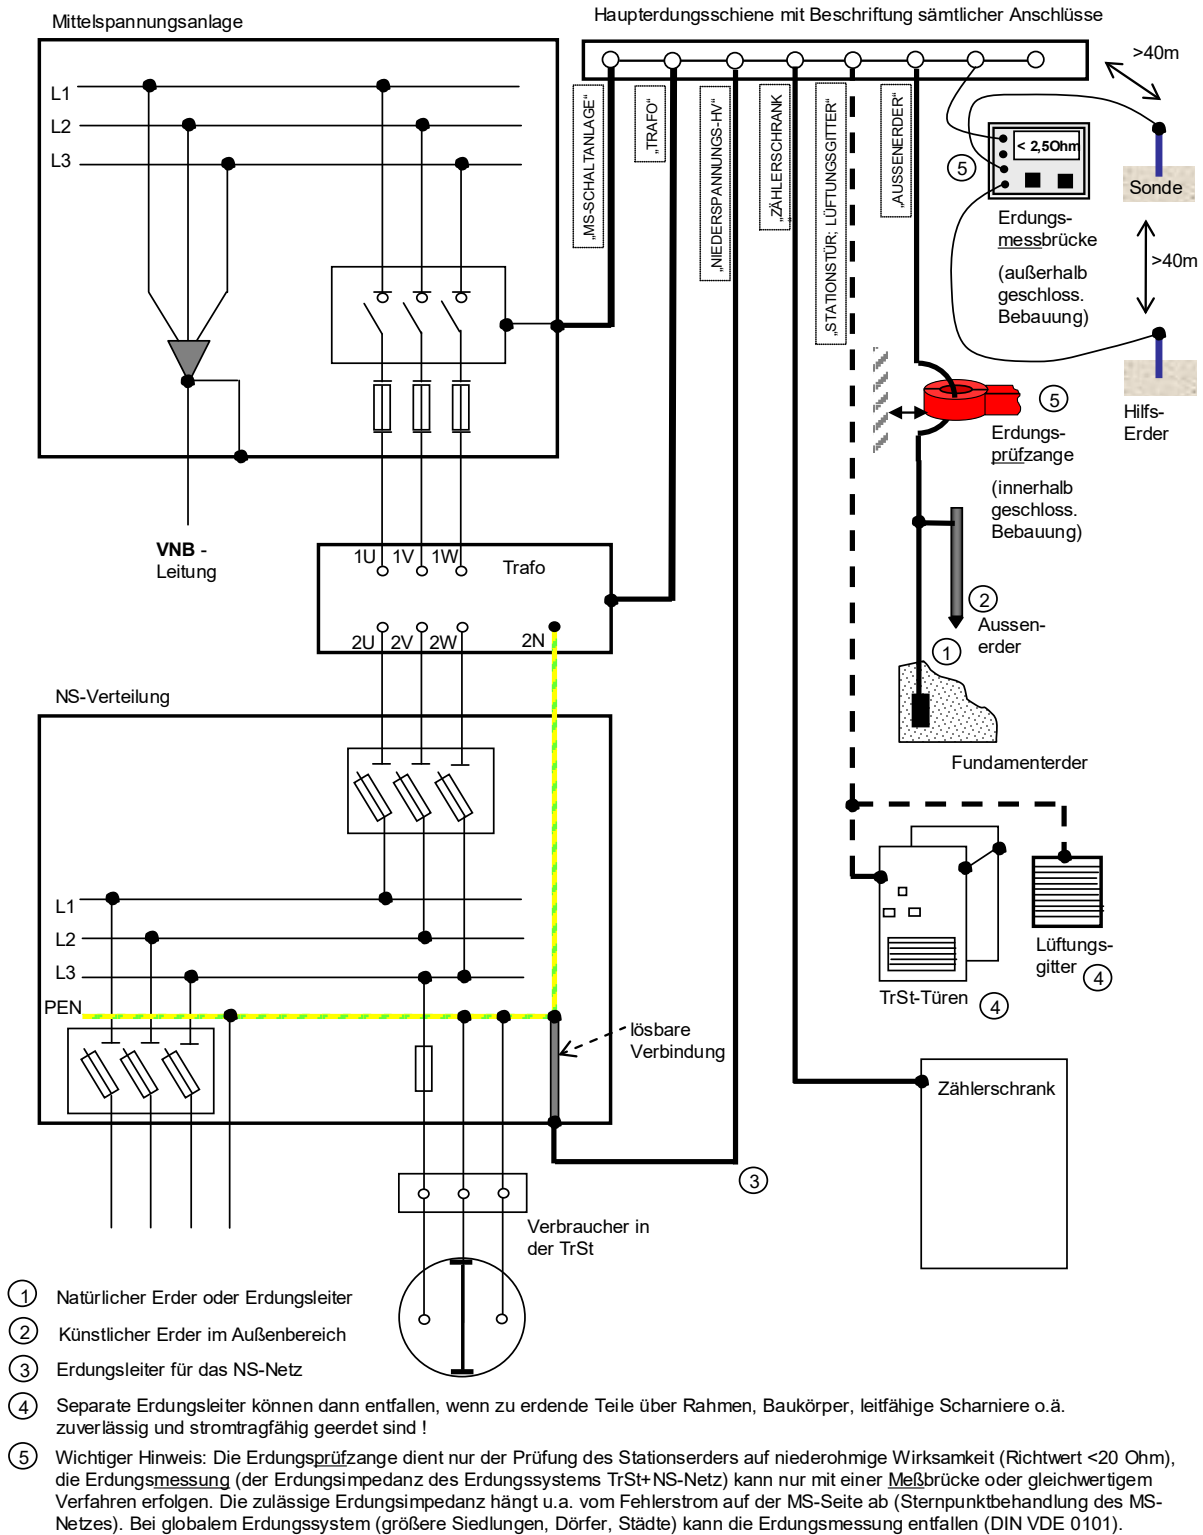 Mittelspannungsanlage
Haupterdungsschiene mit Beschriftung sämtlicher Anschlüsse
L1
L2
L3
VNB -
Leitung
„MS-SCHALTANLAGE“
„TRAFO“
„NIEDERSPANNUNGS-HV“
„ZÄHLERSCHRANK
„
„STATIONSTÜR; LÜFTUNGSGITTER“
„AUSSENERDER“
>40m
< 2,5Ohm
5
Sonde
Erdungs-
messbrücke
(außerhalb
geschloss.
Bebauung)
>40m
Hilfs-
Erder
5
Erdungs-
prüfzange
(innerhalb
geschloss.
Bebauung)
1U 1V 1W
Trafo
2U 2V 2W 2N
2
Aussen-
erder
1
Fundamenterder
NS-Verteilung
L1
L2
L3
PEN
lösbare
Verbindung
TrSt-Türen
4
Lüftungs-
gitter
4
Zählerschrank
3
Verbraucher in
der TrSt
1 Natürlicher Erder oder Erdungsleiter
2 Künstlicher Erder im Außenbereich
3 Erdungsleiter für das NS-Netz
4 Separate Erdungsleiter können dann entfallen, wenn zu erdende Teile über Rahmen, Baukörper, leitfähige Scharniere o.ä.
zuverlässig und stromtragfähig geerdet sind !
5 Wichtiger Hinweis: Die Erdungsprüfzange dient nur der Prüfung des Stationserders auf niederohmige Wirksamkeit (Richtwert <20 Ohm),
die Erdungsmessung (der Erdungsimpedanz des Erdungssystems TrSt+NS-Netz) kann nur mit einer Meßbrücke oder gleichwertigem
Verfahren erfolgen. Die zulässige Erdungsimpedanz hängt u.a. vom Fehlerstrom auf der MS-Seite ab (Sternpunktbehandlung des MS-
Netzes). Bei globalem Erdungssystem (größere Siedlungen, Dörfer, Städte) kann die Erdungsmessung entfallen (DIN VDE 0101).